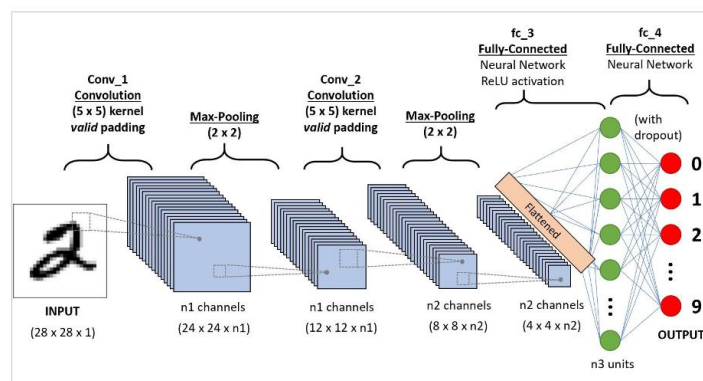 fc_3
Fully-Connected
Neural Network
ReLU activation
fc_4
Fully-Connected
Neural Network
Conv_1
Convolution
(5 x 5) kernel
valid padding
Max-Pooling
(2 x 2)
Conv_2
Convolution
(5 x 5) kernel
valid padding
Max-Pooling
(2 x 2)
(with
dropout)
Flattened
2
0
1
2
9
INPUT
(28 x 28 x 1)
n1 channels
(24 x 24 x n1)
n1 channels
(12 x 12 x n1)
n2 channels
(8 x 8 x n2)
n2 channels
(4 x 4 x n2)
n3 units
OUTPUT